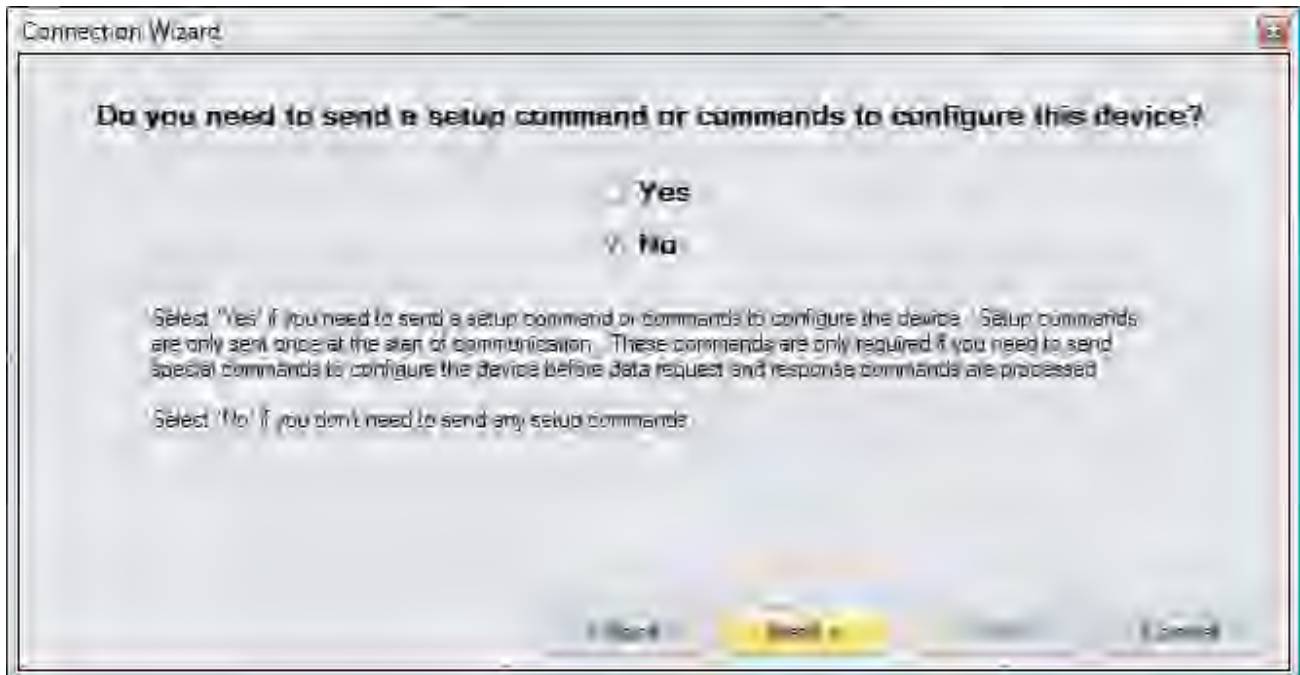 Connection Wizard
Do you need to send a setup command or commands to configure this device?
Yes
No
Select 'Yes' if you need to send a setup command or commands to configure the device. Setup commands
are only sent once at the start of communication. These commands are only required if you need to send
special commands to configure the device before data request and response commands are processed
Select 'No' if you don't need to send any setup commands
< Back
Next >
Cancel